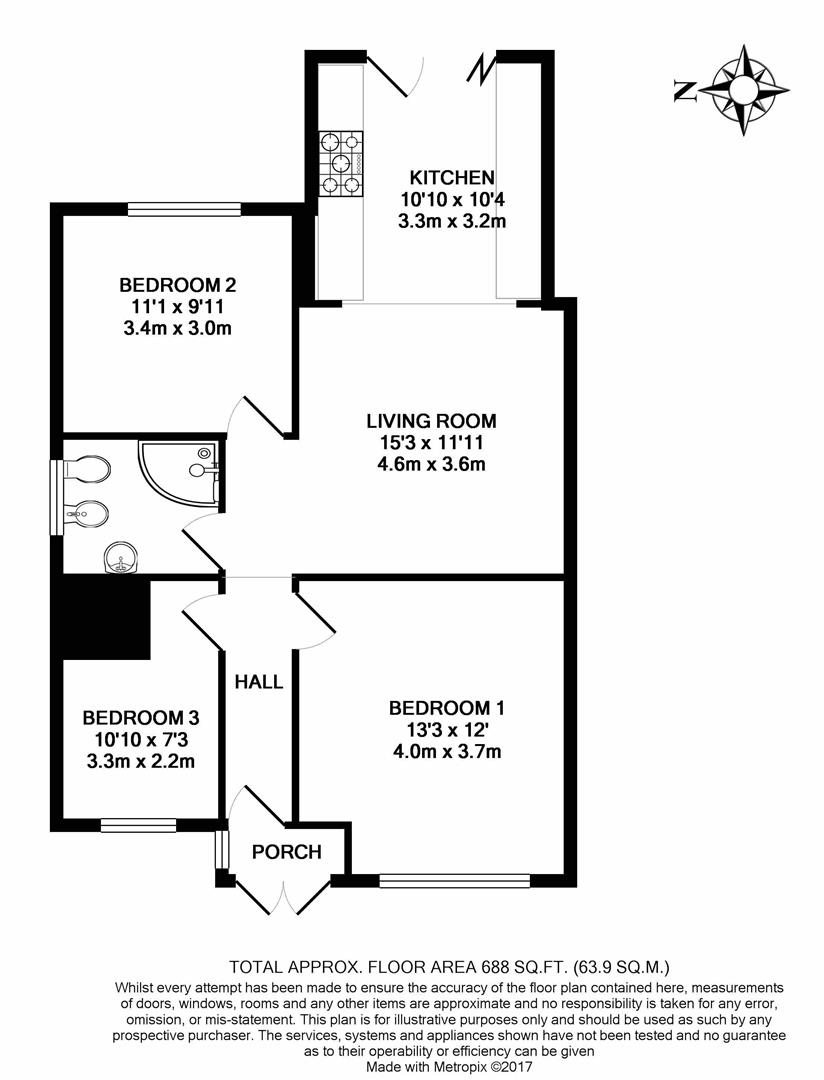 N
KITCHEN
10'10 x 10'4
3.3m x 3.2m
BEDROOM 2
11'1 x 9'11
3.4m x 3.0m
LIVING ROOM
15'3 x 11'11
4.6m x 3.6m
HALL
BEDROOM 3
10'10 x 7'3
3.3m x 2.2m
BEDROOM 1
13'3 x 12'
4.0m x 3.7m
PORCH
TOTAL APPROX. FLOOR AREA 688 SQ.FT. (63.9 SQ.M.)
Whilst every attempt has been made to ensure the accuracy of the floor plan contained here, measurements
of doors, windows, rooms and any other items are approximate and no responsibility is taken for any error,
omission, or mis-statement. This plan is for illustrative purposes only and should be used as such by any
prospective purchaser. The services, systems and appliances shown have not been tested and no guarantee
as to their operability or efficiency can be given
Made with Metropix ©2017